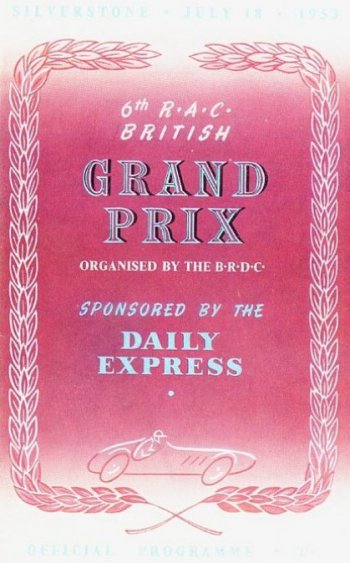 SILVERSTONE · JULY 18 · 1953
6th R·A·C·
BRITISH
GRAND
PRIX
ORGANISED BY THE B·R·D·C·
SPONSORED BY THE
DAILY
EXPRESS
OFFICIAL PROGRAMME